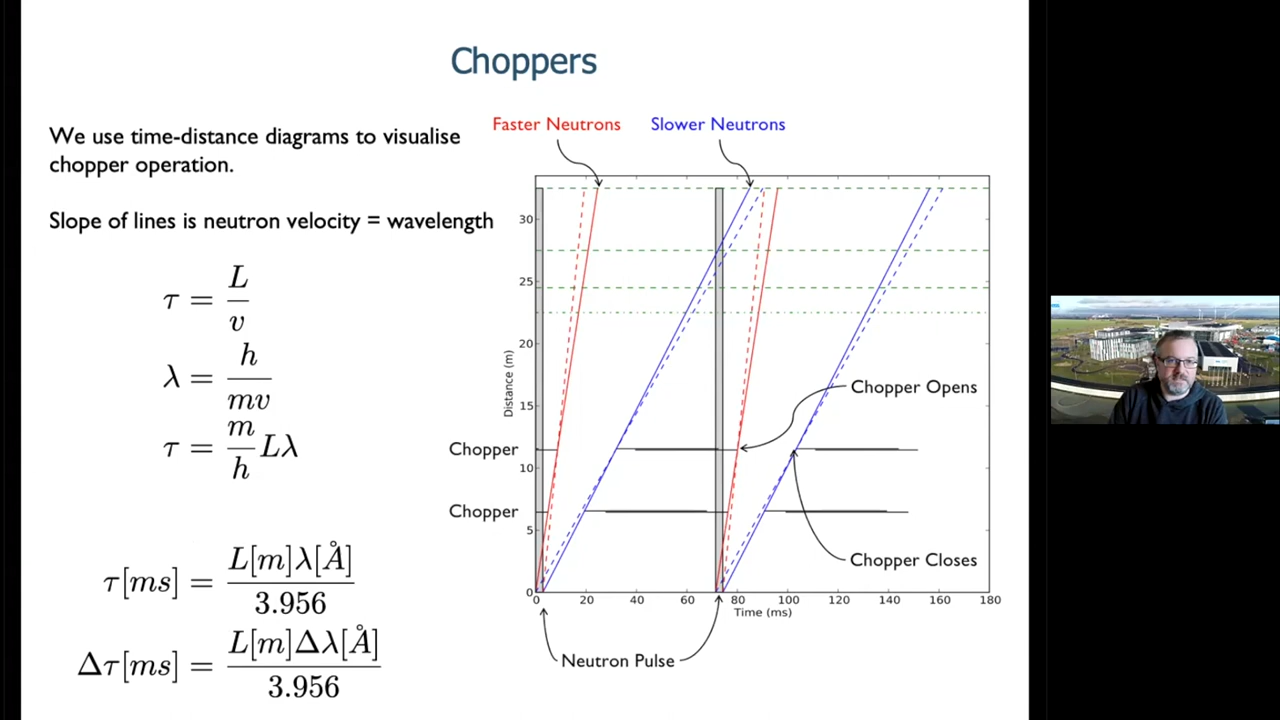 Choppers
We use time-distance diagrams to visualise
chopper operation.
Slope of lines is neutron velocity = wavelength
τ = L/v
λ = h/mv
τ = m/h Lλ
τ[ms] = L[m]λ[Å]/3.956
Δτ[ms] = L[m]Δλ[Å]/3.956
Faster Neutrons
Slower Neutrons
30
25
20
15
10
5
0
Distance (m)
Chopper
Chopper
Chopper Opens
Chopper Closes
0 20 40 60 80 100 120 140 160 180
Time (ms)
Neutron Pulse